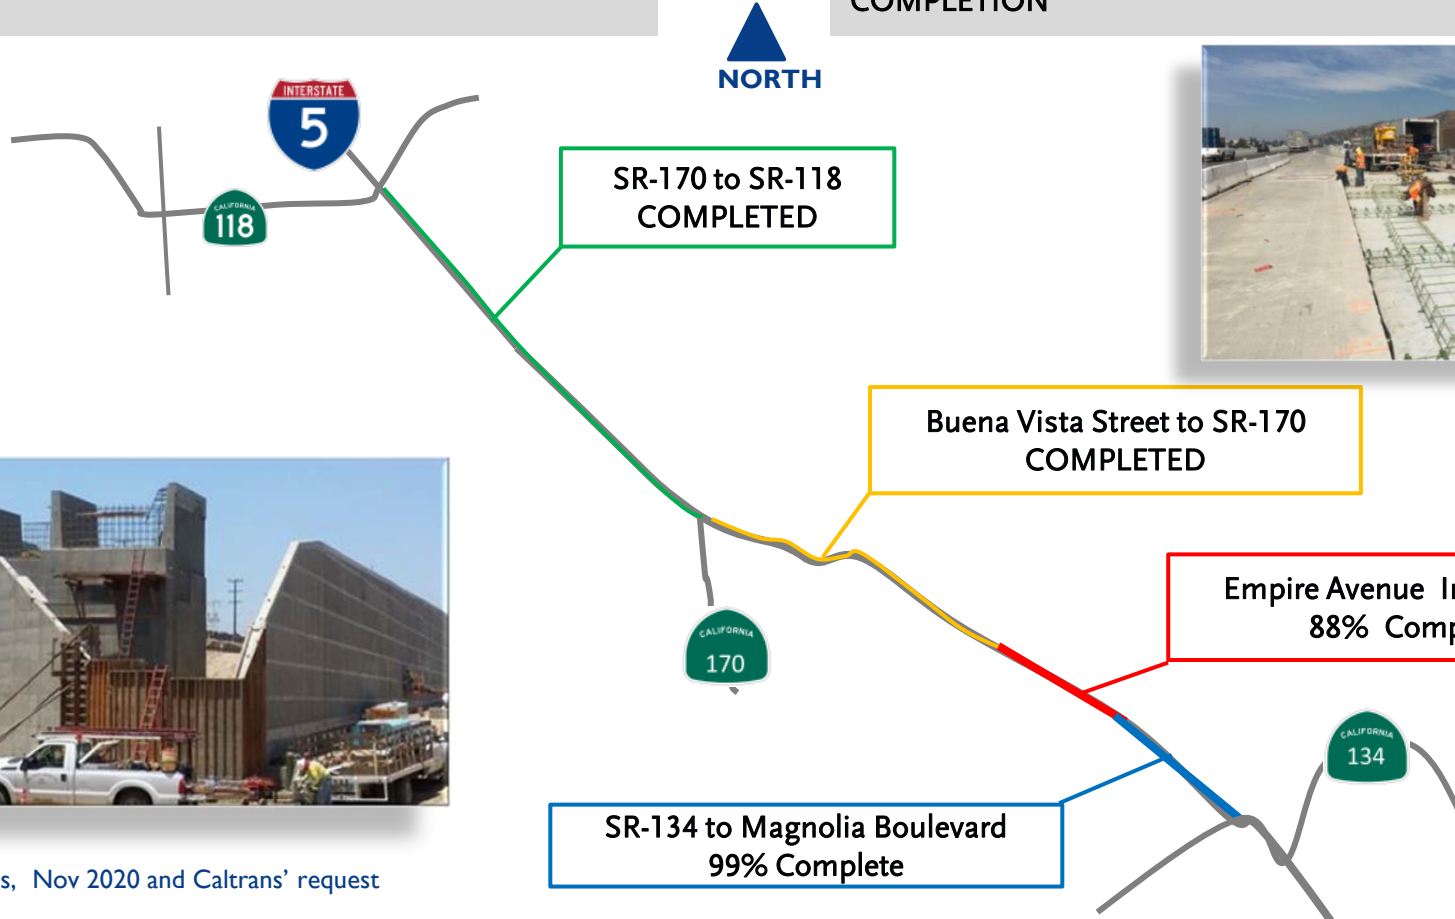 COMPLETION
NORTH
INTERSTATE
5
CALIFORNIA
118
SR-170 to SR-118
COMPLETED
Buena Vista Street to SR-170
COMPLETED
Empire Avenue
88% Comp
CALIFORNIA
170
CALIFORNIA
134
SR-134 to Magnolia Boulevard
99% Complete
s, Nov 2020 and Caltrans’ request